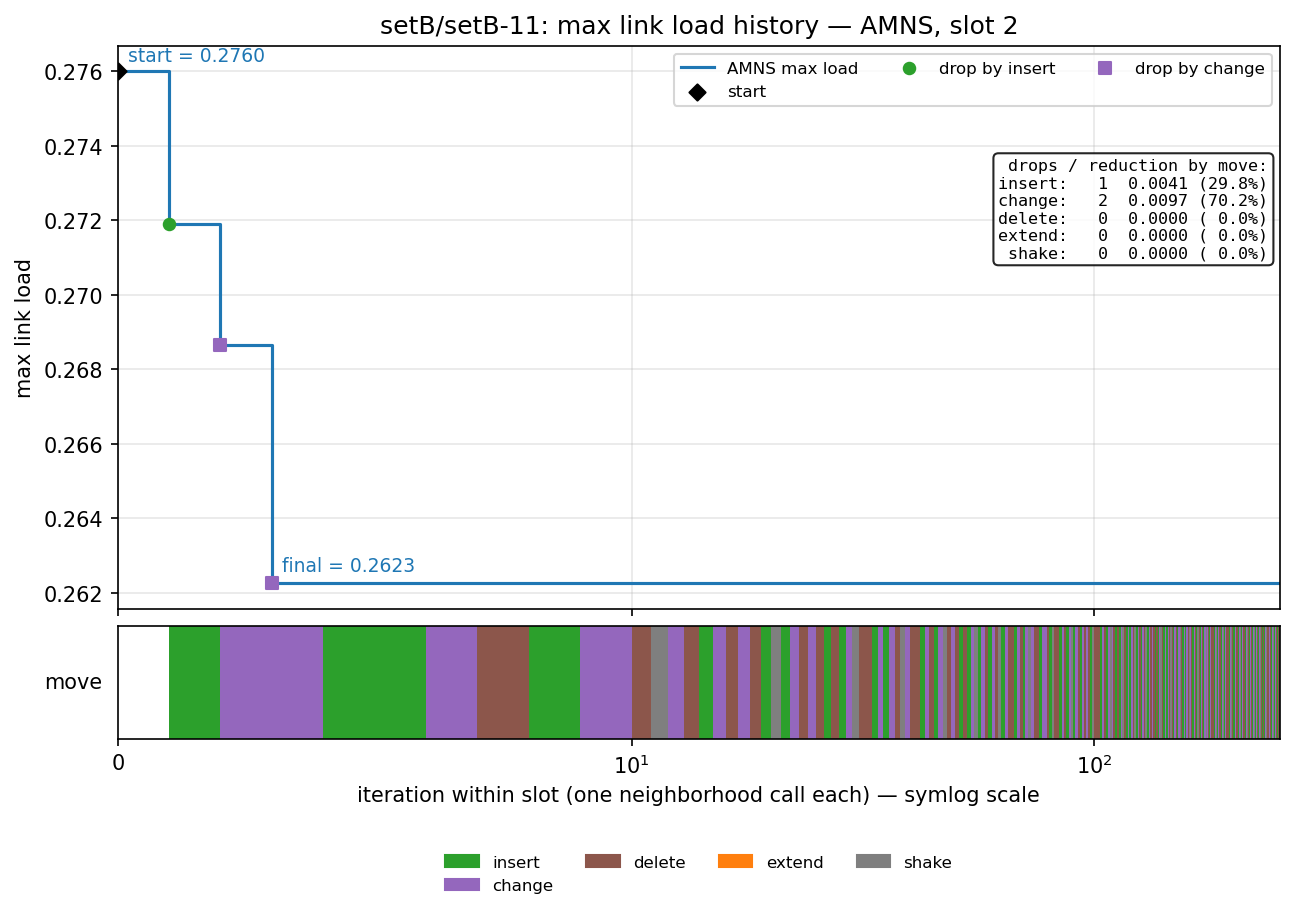 setB/setB-11: max link load history — AMNS, slot 2
start = 0.2760
AMNS max load
drop by insert
drop by change
start
drops / reduction by move:
insert: 1 0.0041 (29.8%)
change: 2 0.0097 (70.2%)
delete: 0 0.0000 ( 0.0%)
extend: 0 0.0000 ( 0.0%)
shake: 0 0.0000 ( 0.0%)
0.276
0.274
0.272
0.270
0.268
0.266
0.264
0.262
max link load
final = 0.2623
move
0
10¹
10²
iteration within slot (one neighborhood call each) — symlog scale
insert
delete
extend
shake
change